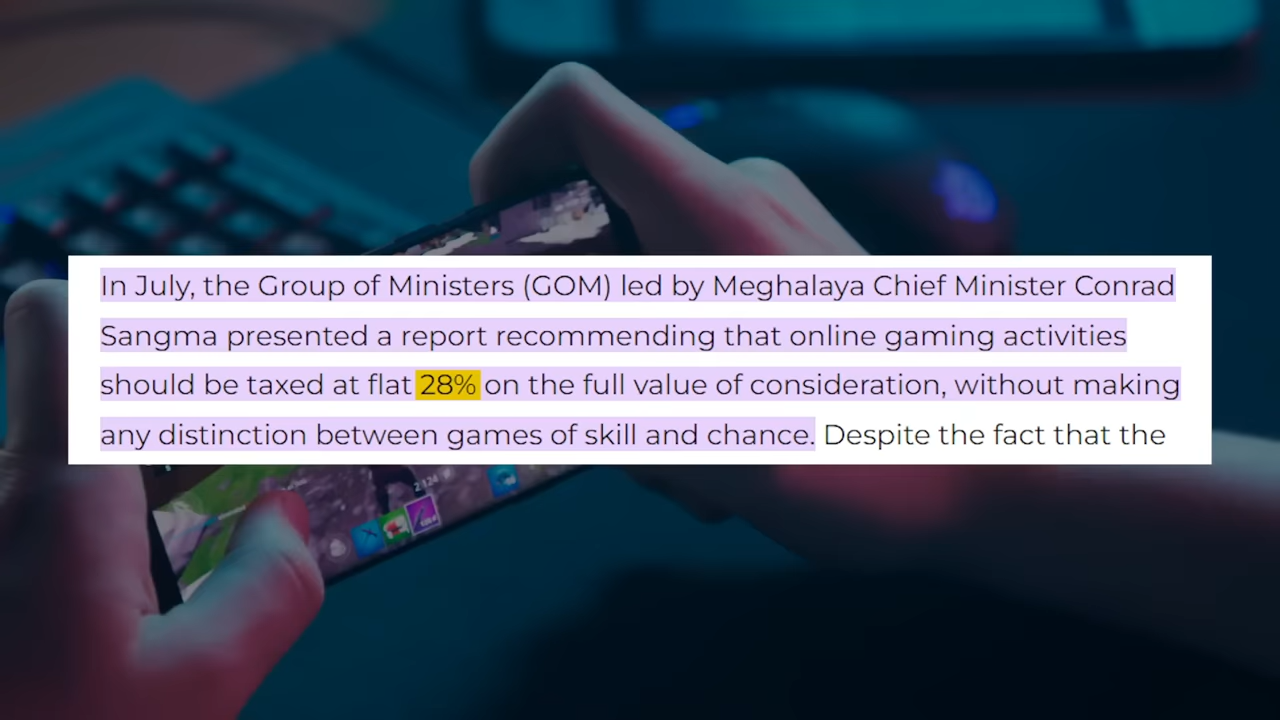 In July, the Group of Ministers (GOM) led by Meghalaya Chief Minister Conrad
Sangma presented a report recommending that online gaming activities
should be taxed at flat 28% on the full value of consideration, without making
any distinction between games of skill and chance. Despite the fact that the